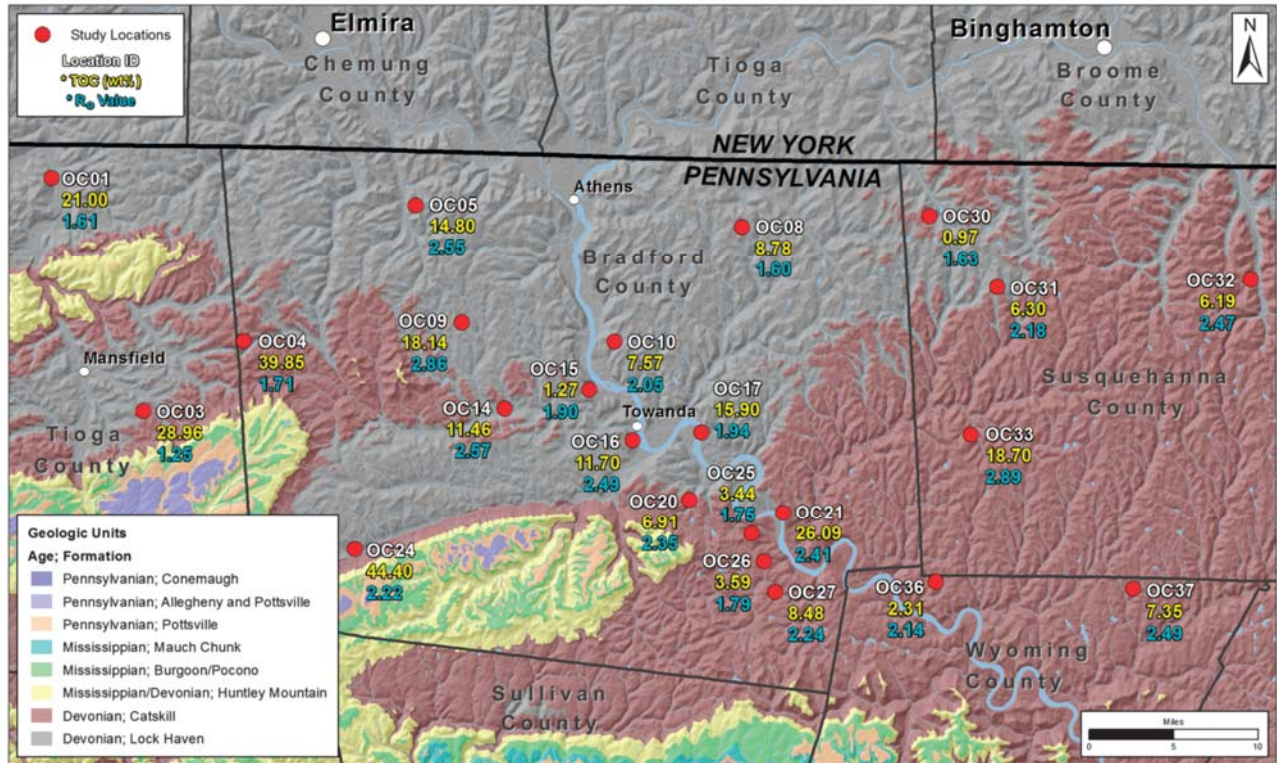 Study Locations
Location ID
* TOC (wt%)
* Ro Value
Elmira
Chemung
County
Tioga
County
Binghamton
Broome
County
N
NEW YORK
PENNSYLVANIA
OC01
21.00
1.61
OC05
14.80
2.55
Athens
Bradford
County
OC08
8.78
1.60
OC30
0.97
1.63
OC31
6.30
2.18
OC32
6.19
2.47
Mansfield
OC04
39.85
1.71
OC09
18.14
2.86
OC10
7.57
2.05
OC15
1.27
1.90
Susquehanna
County
OC03
28.96
1.25
Tioga
County
OC14
11.46
2.57
Towanda
OC16
11.70
2.49
OC17
15.90
1.94
OC33
18.70
2.89
OC25
3.44
1.75
OC20
6.91
2.35
OC21
26.09
2.41
OC24
44.40
2.22
OC26
3.59
1.79
OC27
8.48
2.24
OC36
2.31
2.14
OC37
7.35
2.49
Wyoming
County
Sullivan
County
Geologic Units
Age; Formation
Pennsylvanian; Conemaugh
Pennsylvanian; Allegheny and Pottsville
Pennsylvanian; Pottsville
Mississippian; Mauch Chunk
Mississippian; Burgoon/Pocono
Mississippian/Devonian; Huntley Mountain
Devonian; Catskill
Devonian; Lock Haven
Miles
0 5 10